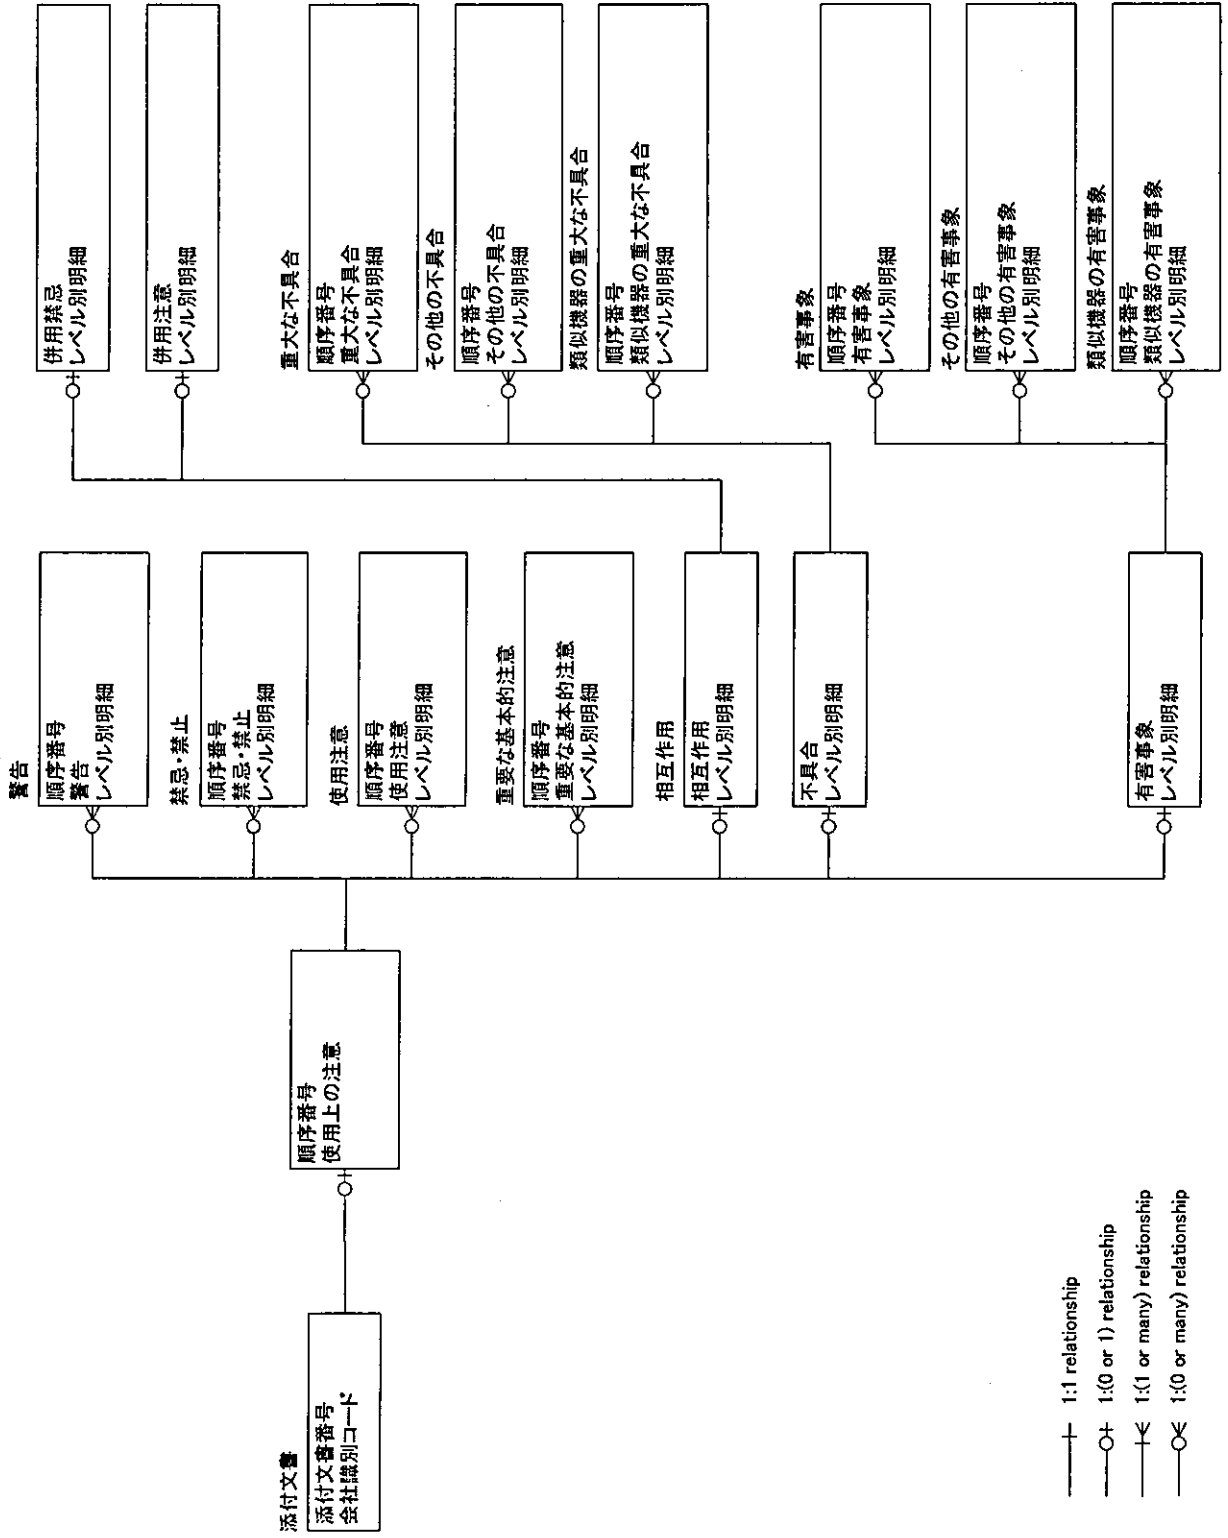 添付文書
添付文書番号
会社識別コード
順序番号
使用上の注意
警告
順序番号
警告
レベル別明細
禁忌・禁止
順序番号
禁忌・禁止
レベル別明細
使用注意
順序番号
使用注意
レベル別明細
重要な基本的注意
順序番号
重要な基本的注意
レベル別明細
相互作用
相互作用
レベル別明細
不具合
レベル別明細
有害事象
レベル別明細
併用禁忌
レベル別明細
併用注意
レベル別明細
重大な不具合
順序番号
重大な不具合
レベル別明細
その他の不具合
順序番号
その他の不具合
レベル別明細
類似機器の重大な不具合
順序番号
類似機器の重大な不具合
レベル別明細
有害事象
順序番号
有害事象
レベル別明細
その他の有害事象
順序番号
その他の有害事象
レベル別明細
類似機器の有害事象
順序番号
類似機器の有害事象
レベル別明細
1:1 relationship
1:(0 or 1) relationship
1:(1 or many) relationship
1:(0 or many) relationship